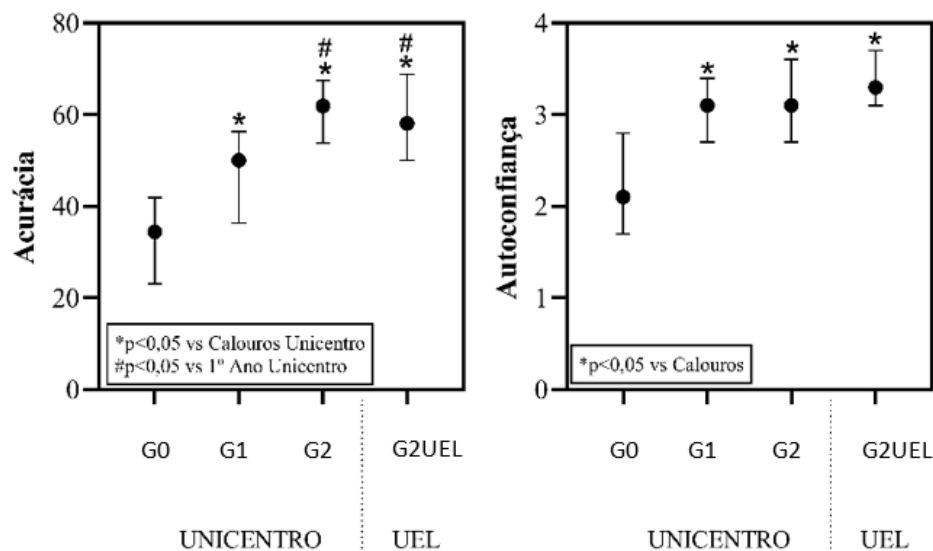 Acurácia
80
60
40
20
0
*
#
*
#
*
*p<0,05 vs Calouros Unicentro
#p<0,05 vs 1º Ano Unicentro
G0 G1 G2 G2UEL
UNICENTRO UEL
Autoconfiança
4
3
2
1
0
*
*
*
*p<0,05 vs Calouros
G0 G1 G2 G2UEL
UNICENTRO UEL